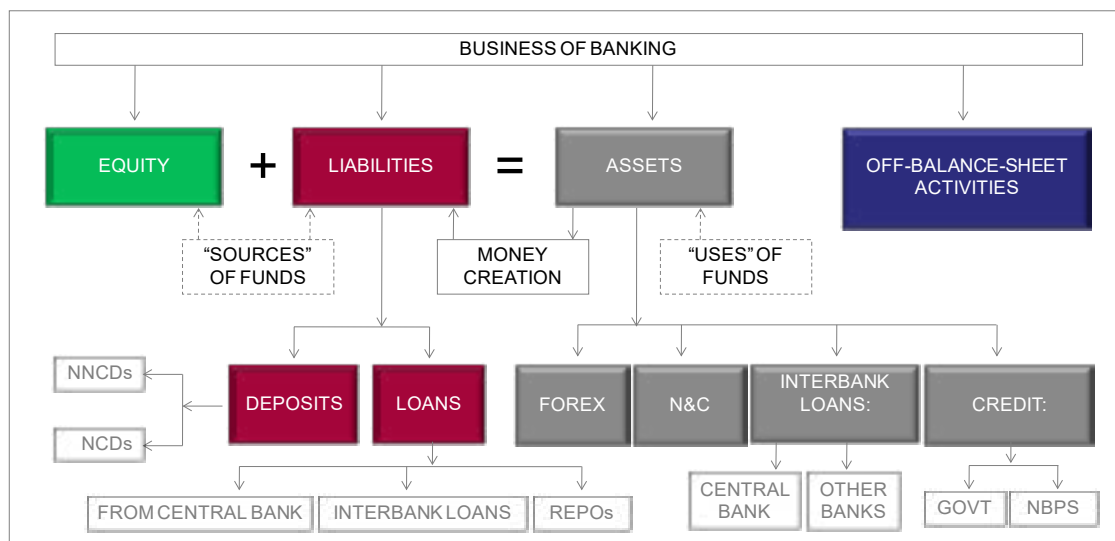 BUSINESS OF BANKING
EQUITY
+
LIABILITIES
=
ASSETS
OFF-BALANCE-SHEET
ACTIVITIES
“SOURCES”
OF FUNDS
MONEY
CREATION
“USES” OF
FUNDS
NNCDs
NCDs
DEPOSITS
LOANS
FOREX
N&C
INTERBANK
LOANS:
CREDIT:
FROM CENTRAL BANK
INTERBANK LOANS
REPOs
CENTRAL
BANK
OTHER
BANKS
GOVT
NBPS